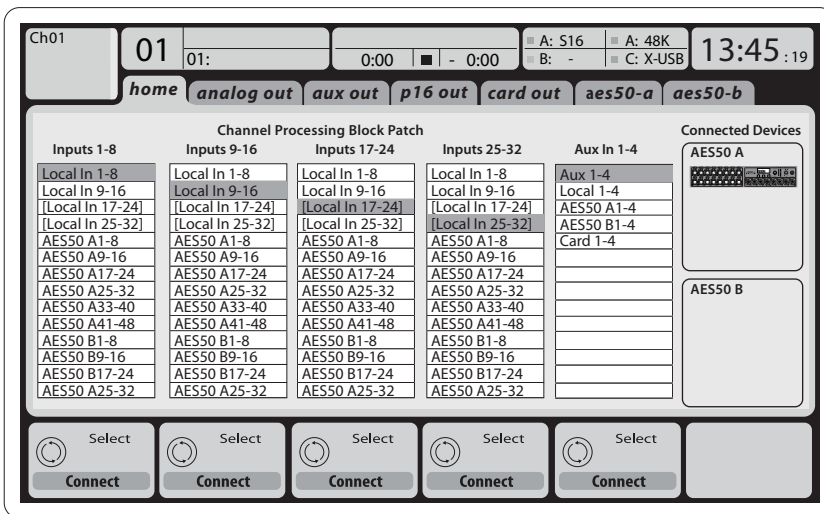 Ch01
01
01:
0:00 - 0:00
A: S16 A: 48K
B: - C: X-USB
13:45 :19
home analog out aux out p16 out card out aes50-a aes50-b
Channel Processing Block Patch
Connected Devices
Inputs 1-8 Inputs 9-16 Inputs 17-24 Inputs 25-32 Aux In 1-4
AES50 A
Local In 1-8 Local In 1-8 Local In 1-8 Local In 1-8 Aux 1-4
Local In 9-16 Local In 9-16 Local In 9-16 Local In 9-16 Local 1-4
[Local In 17-24] [Local In 17-24] [Local In 17-24] [Local In 17-24] AES50 A1-4
[Local In 25-32] [Local In 25-32] [Local In 25-32] [Local In 25-32] AES50 B1-4
AES50 A1-8 AES50 A1-8 AES50 A1-8 AES50 A1-8 Card 1-4
AES50 A9-16 AES50 A9-16 AES50 A9-16 AES50 A9-16
AES50 A17-24 AES50 A17-24 AES50 A17-24 AES50 A17-24
AES50 A25-32 AES50 A25-32 AES50 A25-32 AES50 A25-32
AES50 B
AES50 A33-40 AES50 A33-40 AES50 A33-40 AES50 A33-40
AES50 A41-48 AES50 A41-48 AES50 A41-48 AES50 A41-48
AES50 B1-8 AES50 B1-8 AES50 B1-8 AES50 B1-8
AES50 B9-16 AES50 B9-16 AES50 B9-16 AES50 B9-16
AES50 B17-24 AES50 B17-24 AES50 B17-24 AES50 B17-24
AES50 A25-32 AES50 A25-32 AES50 A25-32 AES50 A25-32
Select Select Select Select Select
Connect Connect Connect Connect Connect